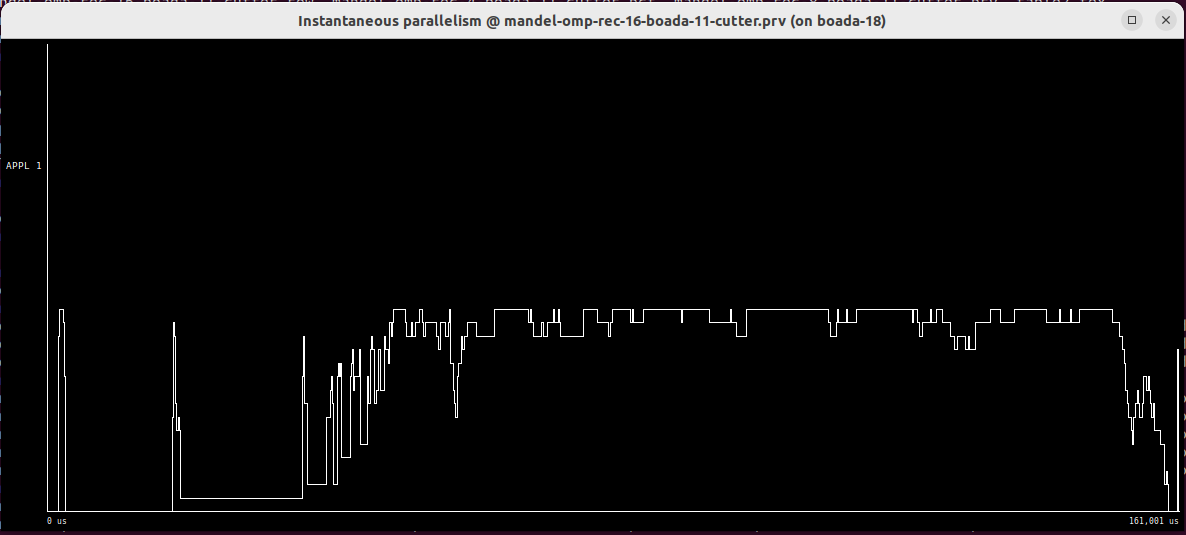 Instantaneous parallelism @ mandel-omp-rec-16-boada-11-cutter.prv (on boada-18)
APPL 1
0 us
161,001 us